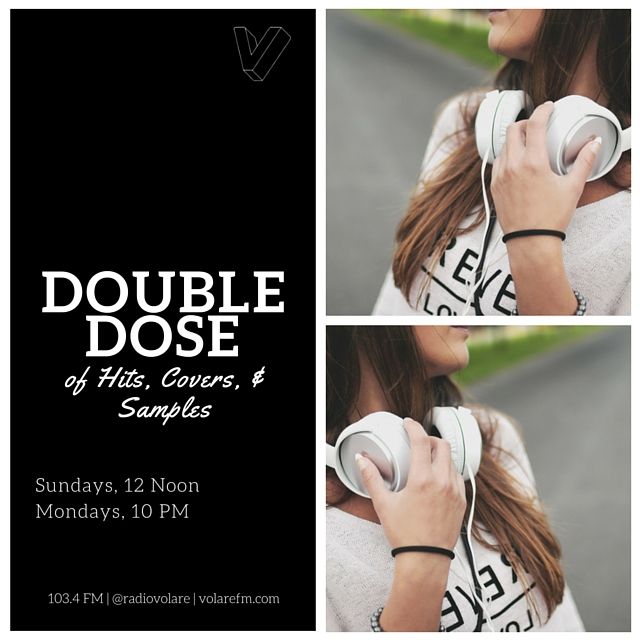 V
DOUBLE
DOSE
of Hits, Covers, &
Samples
Sundays, 12 Noon
Mondays, 10 PM
103.4 FM | @radiovolare | volarefm.com